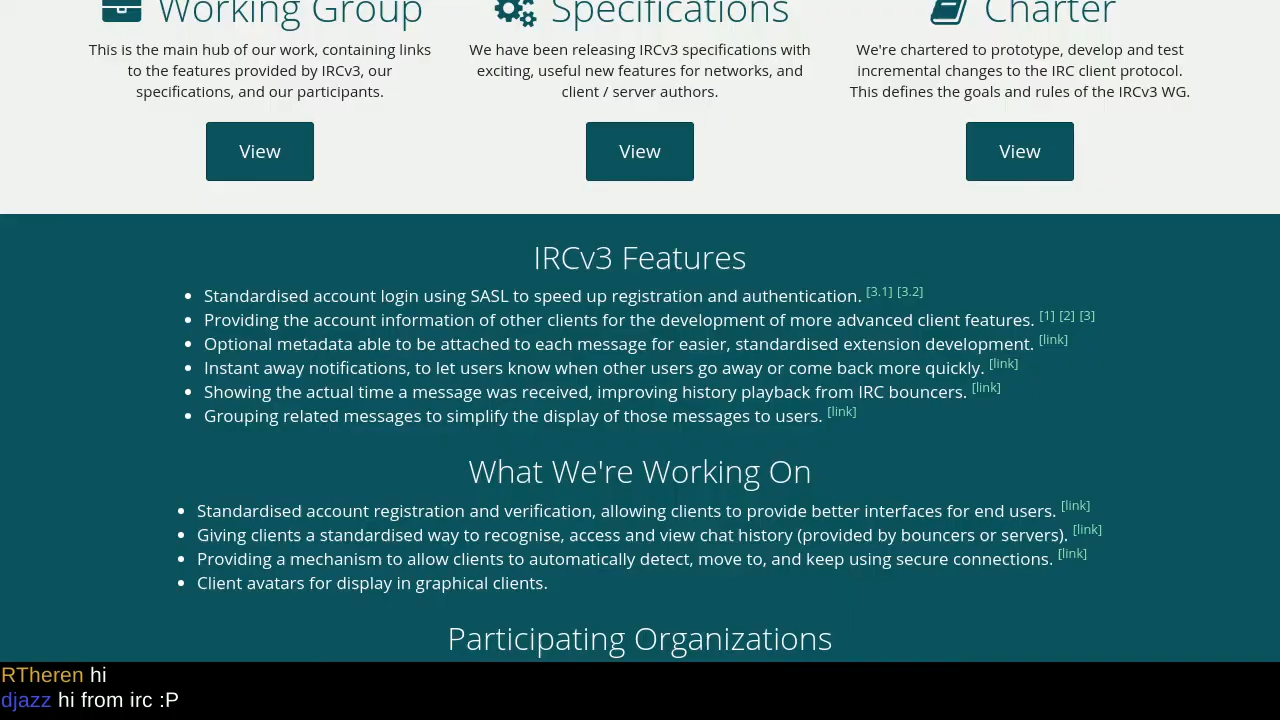 Working Group
This is the main hub of our work, containing links
to the features provided by IRCv3, our
specifications, and our participants.
View
Specifications
We have been releasing IRCv3 specifications with
exciting, useful new features for networks, and
client / server authors.
View
Charter
We're chartered to prototype, develop and test
incremental changes to the IRC client protocol.
This defines the goals and rules of the IRCv3 WG.
View
IRCv3 Features
Standardised account login using SASL to speed up registration and authentication. [3.1] [3.2]
Providing the account information of other clients for the development of more advanced client features. [1] [2] [3]
Optional metadata able to be attached to each message for easier, standardised extension development. [link]
Instant away notifications, to let users know when other users go away or come back more quickly. [link]
Showing the actual time a message was received, improving history playback from IRC bouncers. [link]
Grouping related messages to simplify the display of those messages to users. [link]
What We're Working On
Standardised account registration and verification, allowing clients to provide better interfaces for end users. [link]
Giving clients a standardised way to recognise, access and view chat history (provided by bouncers or servers). [link]
Providing a mechanism to allow clients to automatically detect, move to, and keep using secure connections. [link]
Client avatars for display in graphical clients.
Participating Organizations
RTheren hi
djazz hi from irc :P